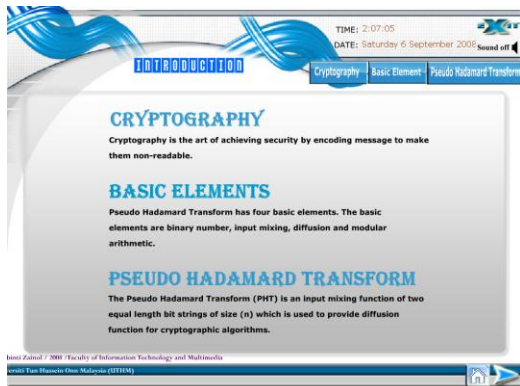 TIME: 2:07:05
EXIT
DATE: Saturday 6 September 2008
Sound off
INTRODUCTION
Cryptography
Basic Element
Pseudo Hadamard Transform
CRYPTOGRAPHY
Cryptography is the art of achieving security by encoding message to make
them non-readable.
BASIC ELEMENTS
Pseudo Hadamard Transform has four basic elements. The basic
elements are binary number, input mixing, diffusion and modular
arithmetic.
PSEUDO HADAMARD TRANSFORM
The Pseudo Hadamard Transform (PHT) is an input mixing function of two
equal length bit strings of size (n) which is used to provide diffusion
function for cryptographic algorithms.
Zainol / 2008 /Faculty of Information Technology and Multimedia
ersiti Tun Hussein Onn Malaysia (UTHM)